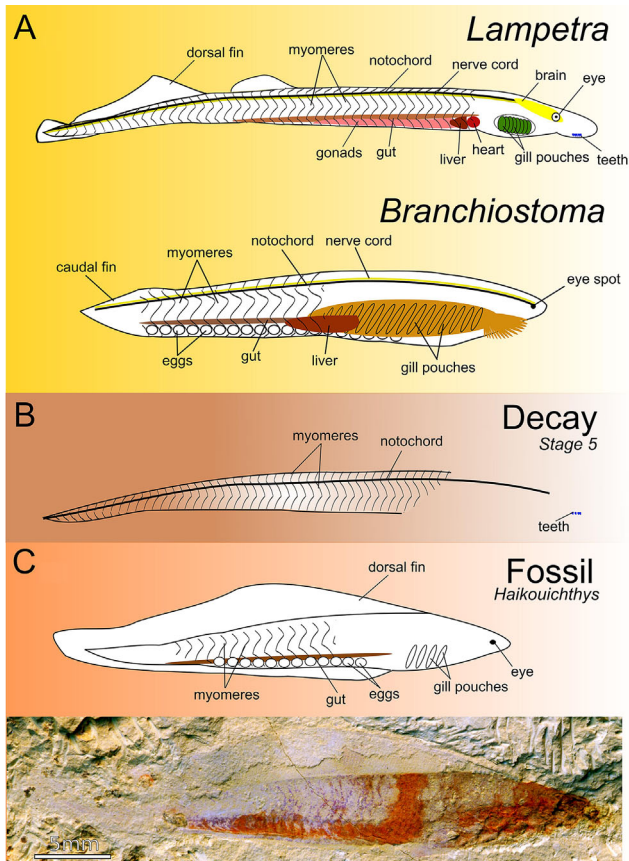 A
Lampetra
dorsal fin
myomeres
notochord
nerve cord
brain
eye
gonads
gut
liver
heart
gill pouches
teeth
Branchiostoma
caudal fin
myomeres
notochord
nerve cord
eye spot
eggs
gut
liver
gill pouches
B
Decay
Stage 5
myomeres
notochord
teeth
C
Fossil
Haikouichthys
dorsal fin
eye
myomeres
gut
eggs
gill pouches
5mm